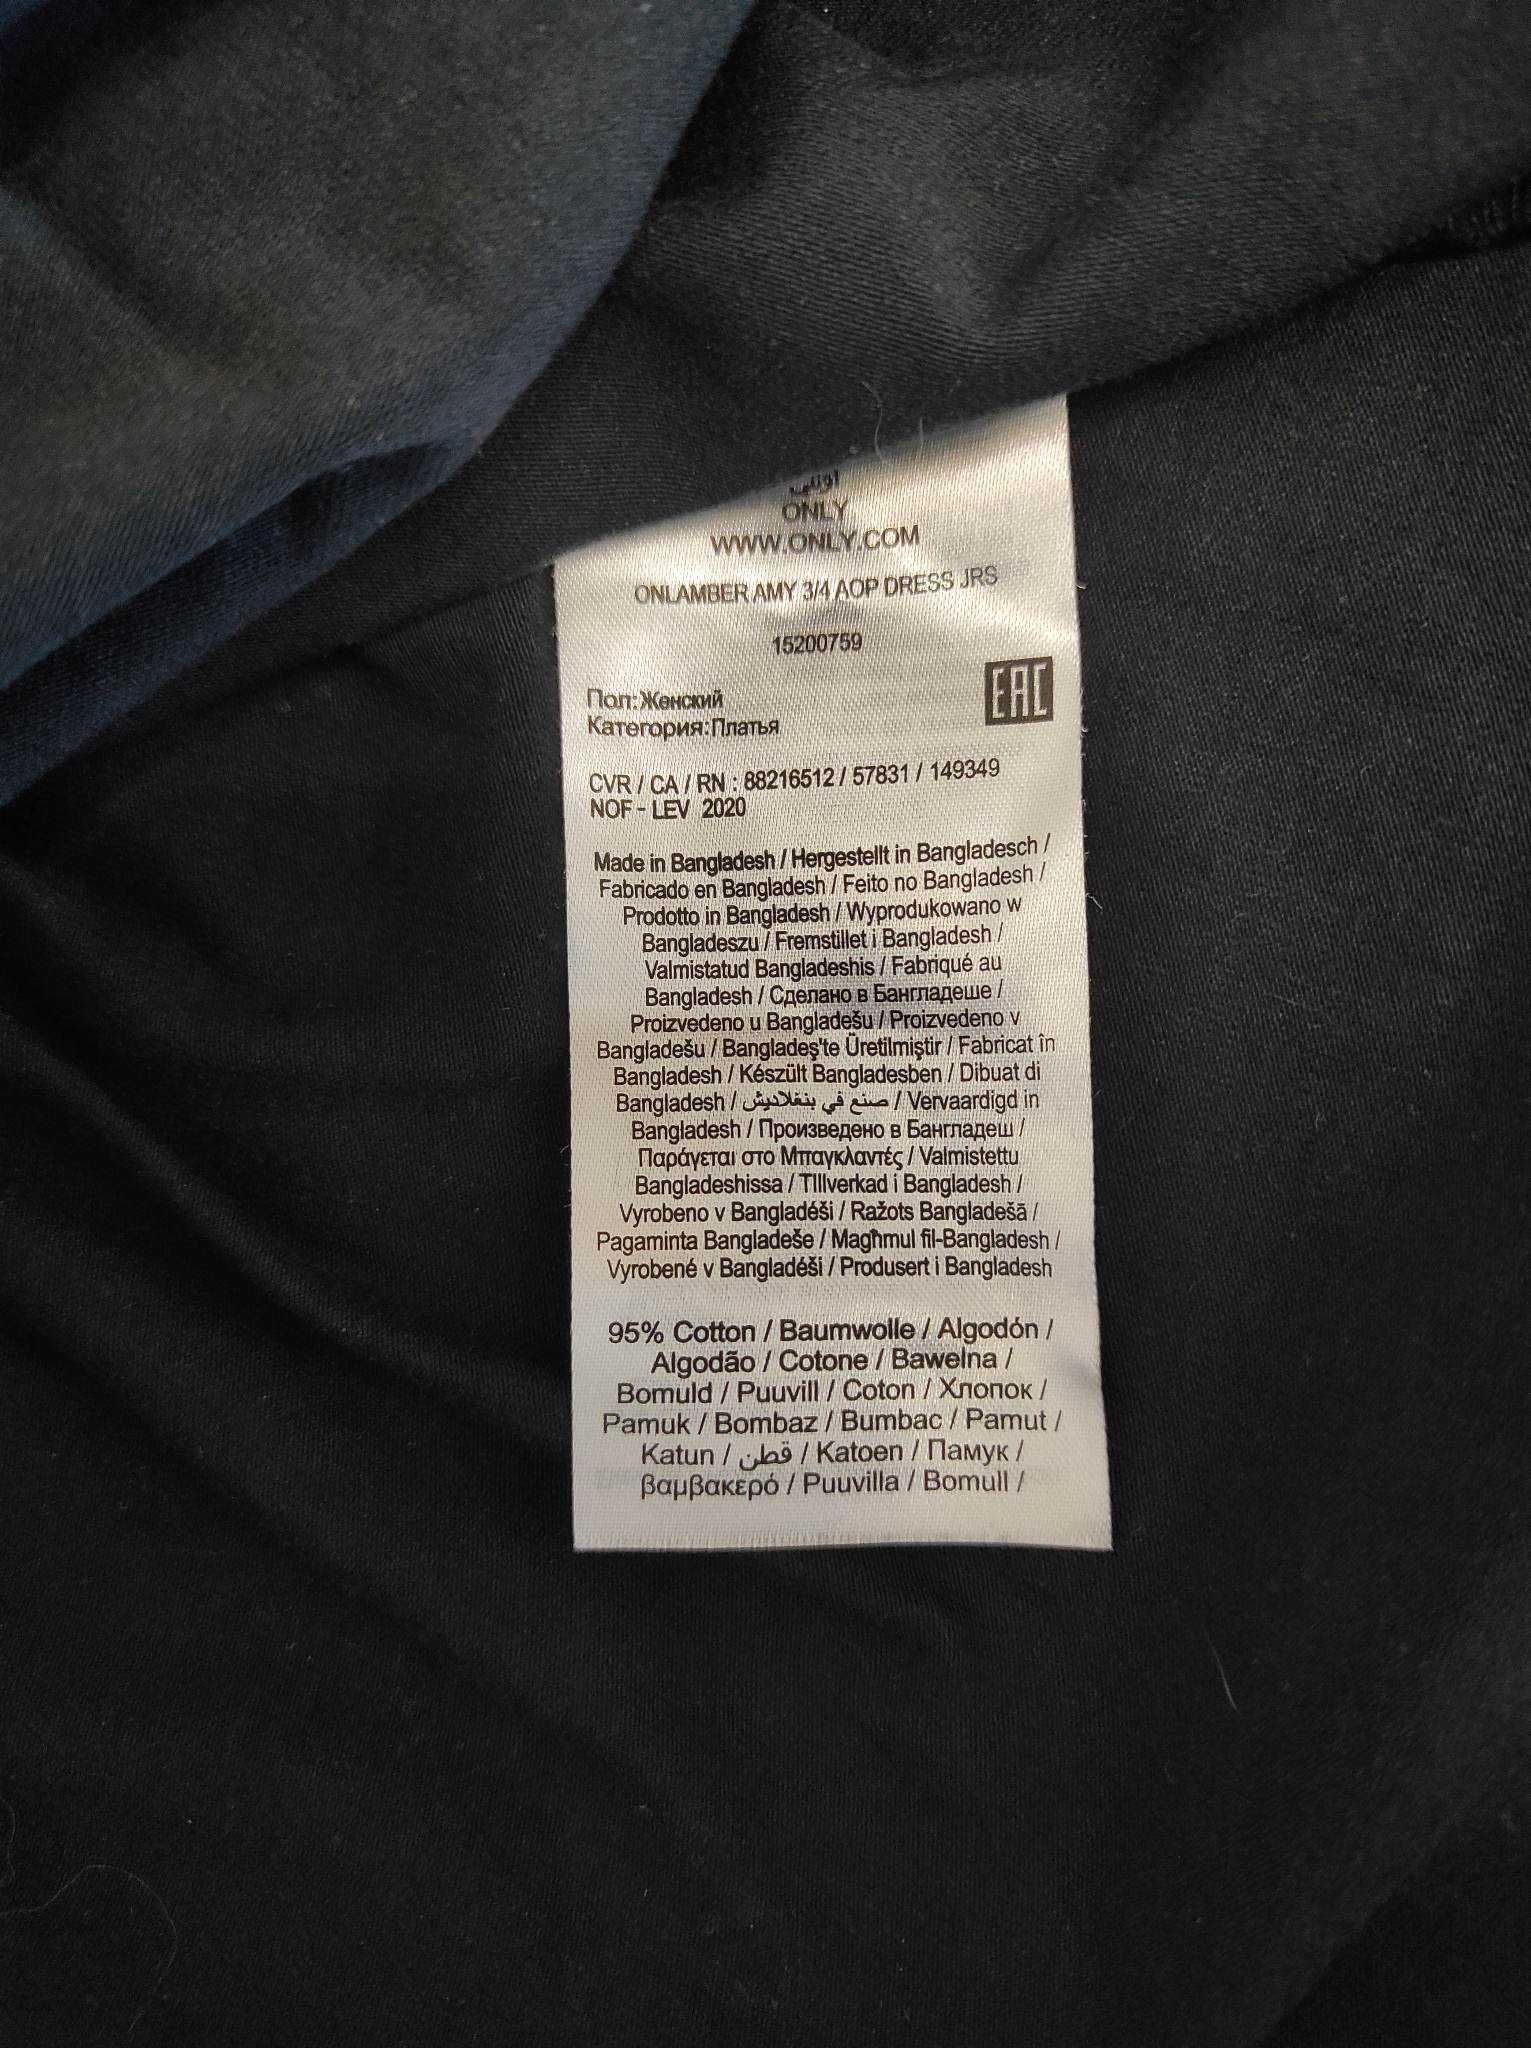 اونلي
ONLY
WWW.ONLY.COM
ONLAMBER AMY 3/4 AOP DRESS JRS
15200759
Пол:Женский
Категория:Платья
EAC
CVR / CA / RN : 88216512 / 57831 / 149349
NOF - LEV 2020
Made in Bangladesh / Hergestellt in Bangladesch /
Fabricado en Bangladesh / Feito no Bangladesh /
Prodotto in Bangladesh / Wyprodukowano w
Bangladeszu / Fremstillet i Bangladesh /
Valmistatud Bangladeshis / Fabriqué au
Bangladesh / Сделано в Бангладеше /
Proizvedeno u Bangladešu / Proizvedeno v
Bangladešu / Bangladeş'te Üretilmiştir / Fabricat în
Bangladesh / Készült Bangladesben / Dibuat di
Bangladesh / صنع في بنغلاديش / Vervaardigd in
Bangladesh / Произведено в Бангладеш /
Παράγεται στο Μπαγκλαντές / Valmistettu
Bangladeshissa / TIllverkad i Bangladesh /
Vyrobeno v Bangladéši / Ražots Bangladešā /
Pagaminta Bangladeše / Magħmul fil-Bangladesh /
Vyrobené v Bangladéši / Produsert i Bangladesh
95% Cotton / Baumwolle / Algodón /
Algodão / Cotone / Bawelna /
Bomuld / Puuvill / Coton / Хлопок /
Pamuk / Bombaz / Bumbac / Pamut /
Katun / قطن / Katoen / Памук /
βαμβακερό / Puuvilla / Bomull /